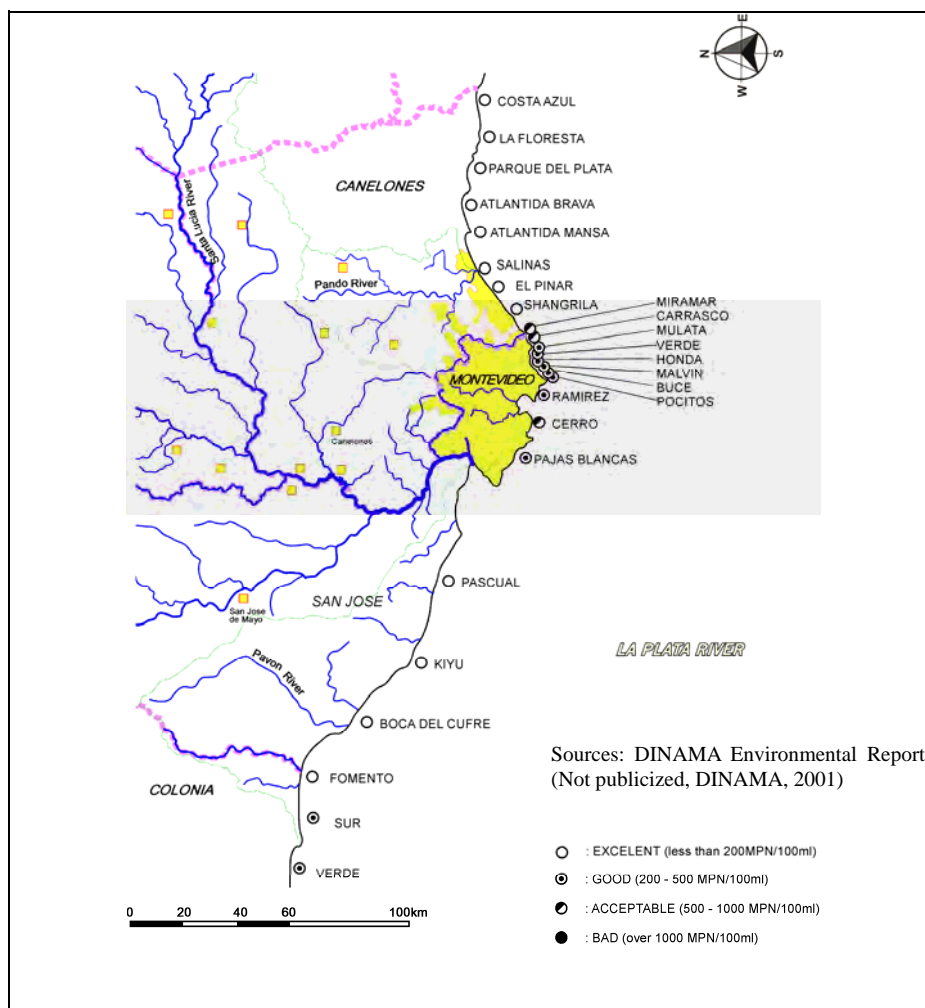 E
N
S
W
COSTA AZUL
LA FLORESTA
PARQUE DEL PLATA
CANELONES
ATLANTIDA BRAVA
ATLANTIDA MANSA
Santa Lucia River
SALINAS
Pando River
EL PINAR
SHANGRILA
MIRAMAR
CARRASCO
MULATA
VERDE
HONDA
MALVIN
BUCE
POCITOS
MONTEVIDEO
RAMIREZ
CERRO
Canelones
PAJAS BLANCAS
PASCUAL
SAN JOSE
San Jose
de Mayo
LA PLATA RIVER
KIYU
Pavon River
BOCA DEL CUFRE
Sources: DINAMA Environmental Report
(Not publicized, DINAMA, 2001)
FOMENTO
COLONIA
SUR
VERDE
: EXCELENT (less than 200MPN/100ml)
: GOOD (200 - 500 MPN/100ml)
: ACCEPTABLE (500 - 1000 MPN/100ml)
: BAD (over 1000 MPN/100ml)
0 20 40 60 100km